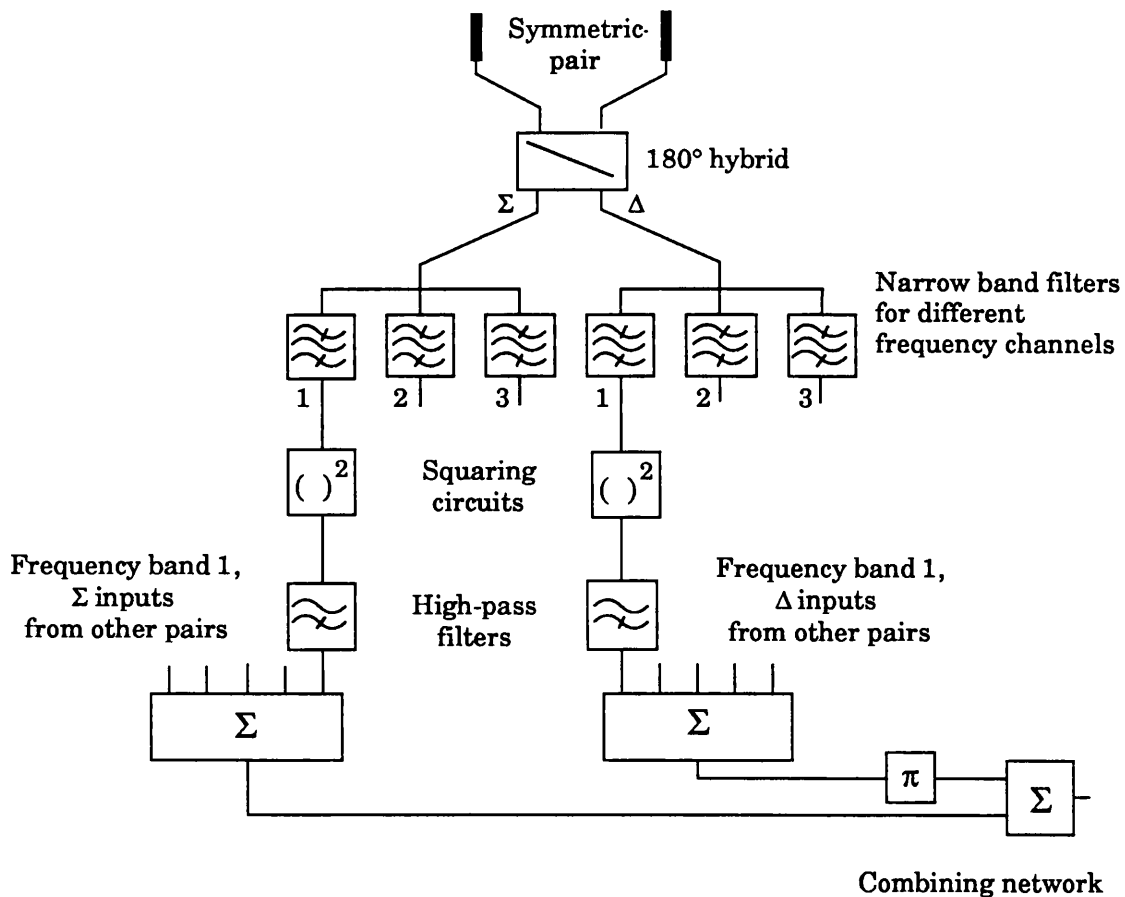 Symmetric-
pair
180° hybrid
Σ
Δ
Narrow band filters
for different
frequency channels
1
2
3
1
2
3
( )²
Squaring
circuits
( )²
Frequency band 1,
Σ inputs
from other pairs
High-pass
filters
Frequency band 1,
Δ inputs
from other pairs
Σ
Σ
π
Σ
Combining network